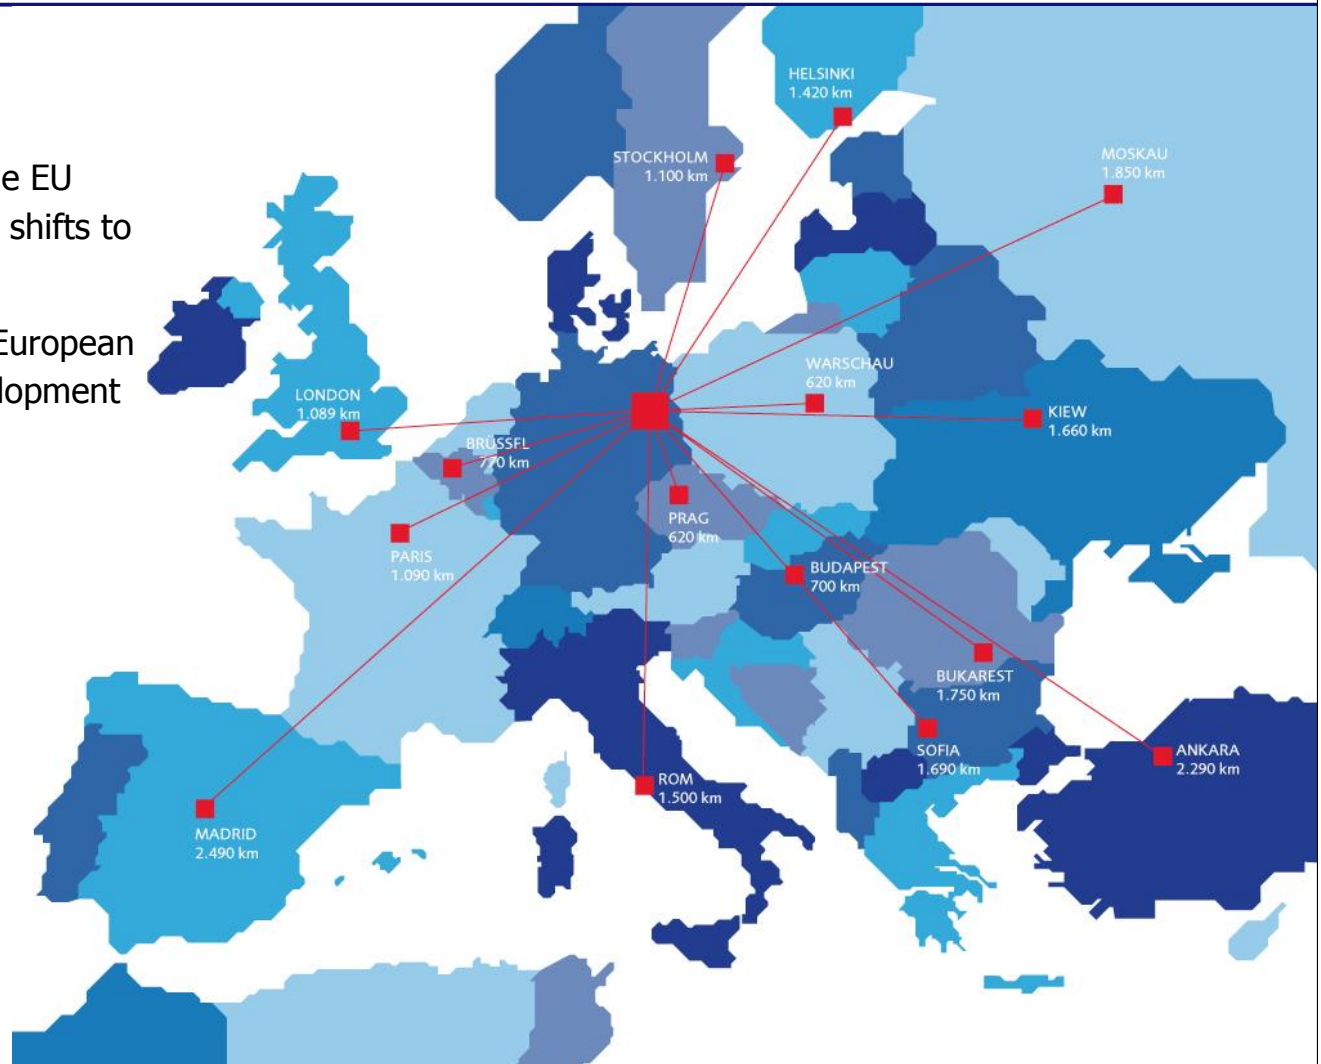 e EU
shifts to
European
lopment
HELSINKI
1.420 km
STOCKHOLM
1.100 km
MOSKAU
1.850 km
WARSCHAU
620 km
LONDON
1.089 km
KIEW
1.660 km
BRÜSSEL
770 km
PRAG
620 km
PARIS
1.090 km
BUDAPEST
700 km
BUKAREST
1.750 km
SOFIA
1.690 km
ANKARA
2.290 km
ROM
1.500 km
MADRID
2.490 km